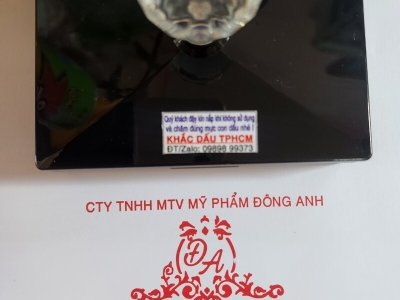 Quý khách đậy kín nắp khi không sử dụng
và châm đúng mực con dấu nhé !
KHẮC DẤU TPHCM
ĐT/Zalo: 09898 99373
CTY TNHH MTV MỸ PHẨM ĐÔNG ANH
ĐA